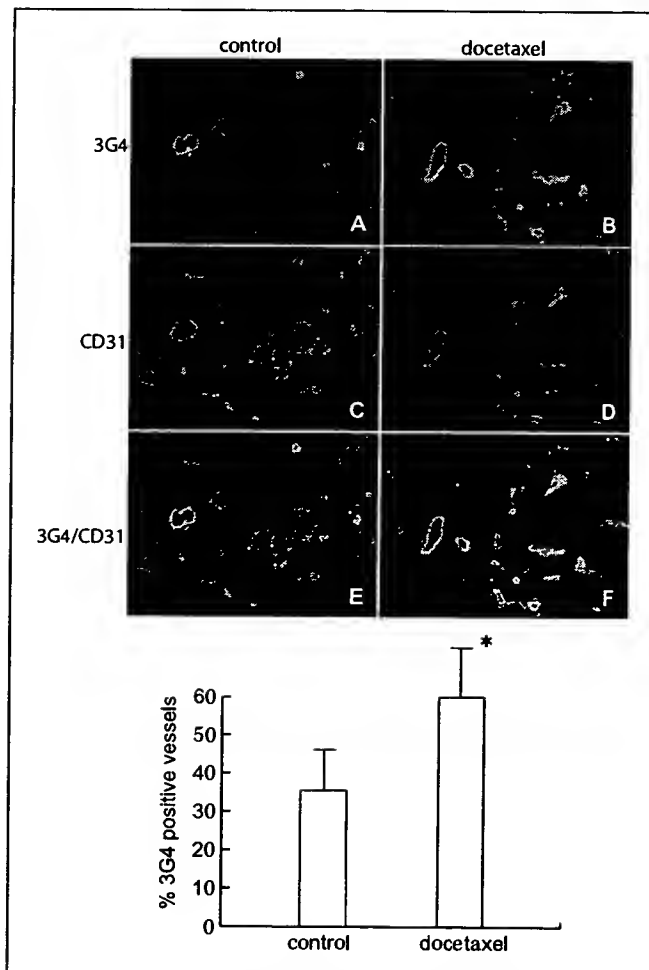 control docetaxel
3G4
A B
CD31
C D
3G4/CD31
E F
*
60
50
40
30
20
10
0
% 3G4 positive vessels
control docetaxel